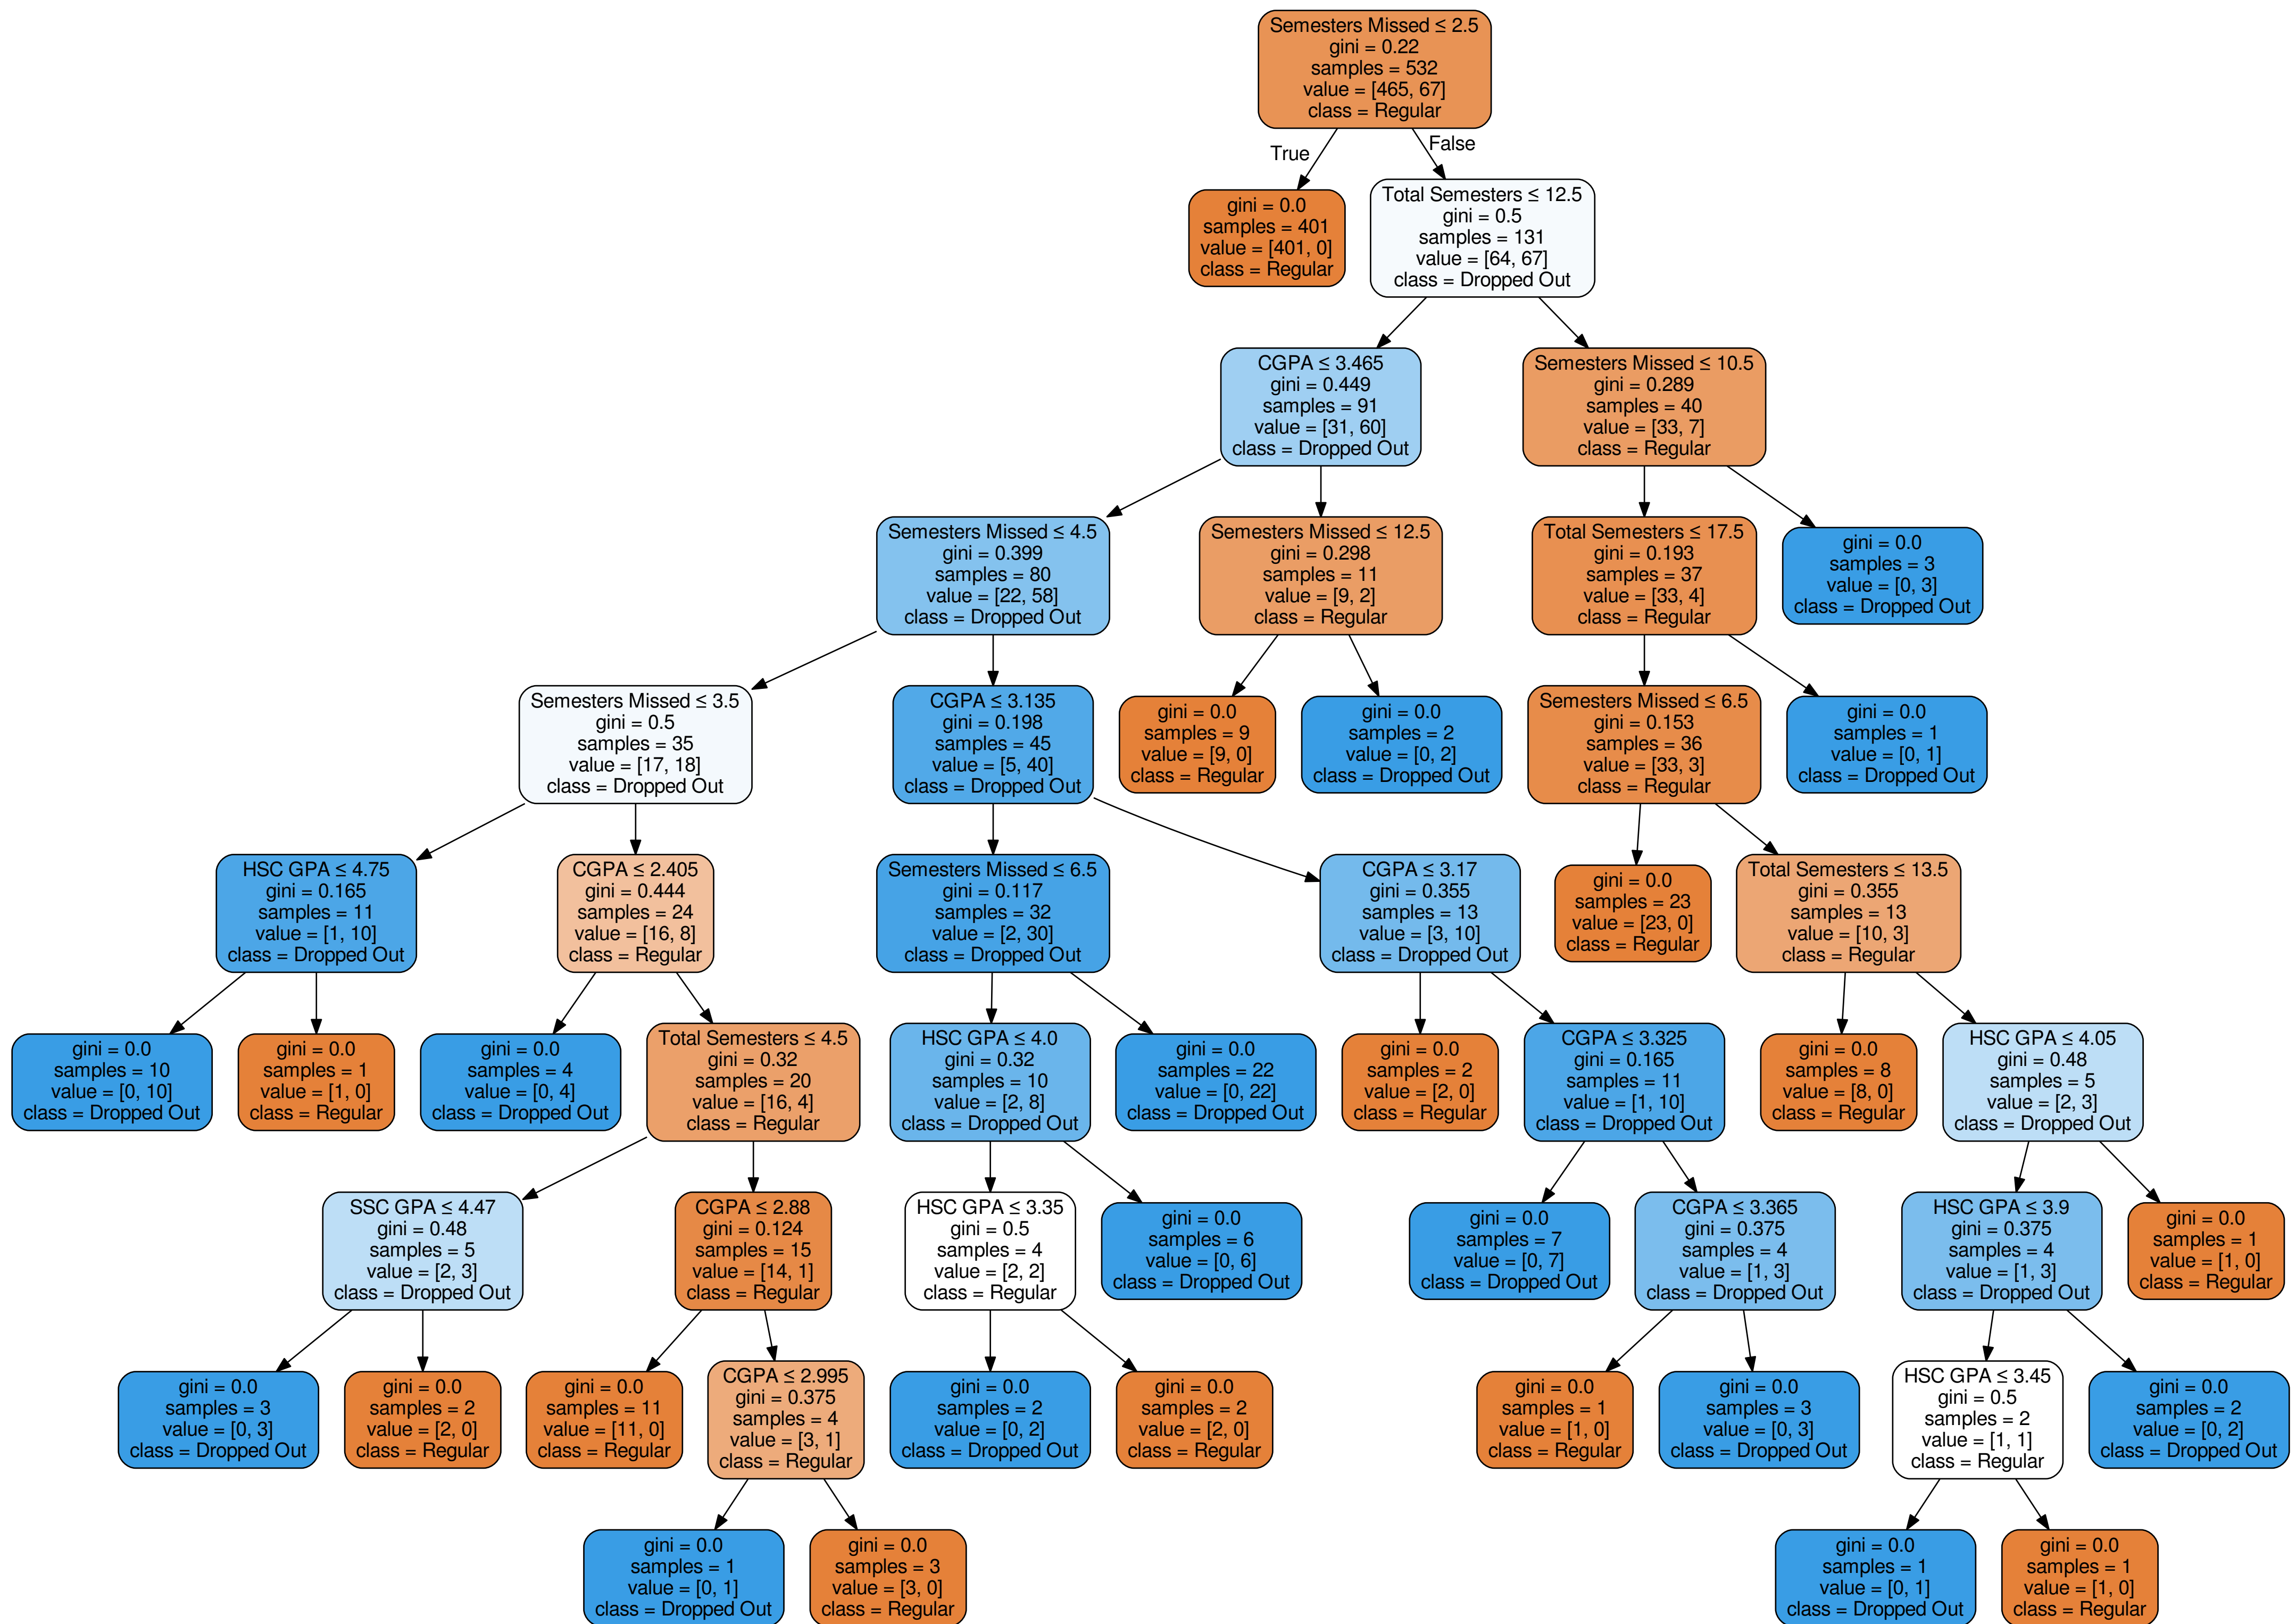 Semesters Missed ≤ 2.5
gini = 0.22
samples = 532
value = [465, 67]
class = Regular
True
False
gini = 0.0
samples = 401
value = [401, 0]
class = Regular
Total Semesters ≤ 12.5
gini = 0.5
samples = 131
value = [64, 67]
class = Dropped Out
CGPA ≤ 3.465
gini = 0.449
samples = 91
value = [31, 60]
class = Dropped Out
Semesters Missed ≤ 10.5
gini = 0.289
samples = 40
value = [33, 7]
class = Regular
Semesters Missed ≤ 4.5
gini = 0.399
samples = 80
value = [22, 58]
class = Dropped Out
Semesters Missed ≤ 12.5
gini = 0.298
samples = 11
value = [9, 2]
class = Regular
Total Semesters ≤ 17.5
gini = 0.193
samples = 37
value = [33, 4]
class = Regular
gini = 0.0
samples = 3
value = [0, 3]
class = Dropped Out
Semesters Missed ≤ 3.5
gini = 0.5
samples = 35
value = [17, 18]
class = Dropped Out
CGPA ≤ 3.135
gini = 0.198
samples = 45
value = [5, 40]
class = Dropped Out
gini = 0.0
samples = 9
value = [9, 0]
class = Regular
gini = 0.0
samples = 2
value = [0, 2]
class = Dropped Out
Semesters Missed ≤ 6.5
gini = 0.153
samples = 36
value = [33, 3]
class = Regular
gini = 0.0
samples = 1
value = [0, 1]
class = Dropped Out
HSC GPA ≤ 4.75
gini = 0.165
samples = 11
value = [1, 10]
class = Dropped Out
CGPA ≤ 2.405
gini = 0.444
samples = 24
value = [16, 8]
class = Regular
Semesters Missed ≤ 6.5
gini = 0.117
samples = 32
value = [2, 30]
class = Dropped Out
CGPA ≤ 3.17
gini = 0.355
samples = 13
value = [3, 10]
class = Dropped Out
gini = 0.0
samples = 23
value = [23, 0]
class = Regular
Total Semesters ≤ 13.5
gini = 0.355
samples = 13
value = [10, 3]
class = Regular
gini = 0.0
samples = 10
value = [0, 10]
class = Dropped Out
gini = 0.0
samples = 1
value = [1, 0]
class = Regular
gini = 0.0
samples = 4
value = [0, 4]
class = Dropped Out
Total Semesters ≤ 4.5
gini = 0.32
samples = 20
value = [16, 4]
class = Regular
HSC GPA ≤ 4.0
gini = 0.32
samples = 10
value = [2, 8]
class = Dropped Out
gini = 0.0
samples = 22
value = [0, 22]
class = Dropped Out
gini = 0.0
samples = 2
value = [2, 0]
class = Regular
CGPA ≤ 3.325
gini = 0.165
samples = 11
value = [1, 10]
class = Dropped Out
gini = 0.0
samples = 8
value = [8, 0]
class = Regular
HSC GPA ≤ 4.05
gini = 0.48
samples = 5
value = [2, 3]
class = Dropped Out
SSC GPA ≤ 4.47
gini = 0.48
samples = 5
value = [2, 3]
class = Dropped Out
CGPA ≤ 2.88
gini = 0.124
samples = 15
value = [14, 1]
class = Regular
HSC GPA ≤ 3.35
gini = 0.5
samples = 4
value = [2, 2]
class = Regular
gini = 0.0
samples = 6
value = [0, 6]
class = Dropped Out
gini = 0.0
samples = 7
value = [0, 7]
class = Dropped Out
CGPA ≤ 3.365
gini = 0.375
samples = 4
value = [1, 3]
class = Dropped Out
HSC GPA ≤ 3.9
gini = 0.375
samples = 4
value = [1, 3]
class = Dropped Out
gini = 0.0
samples = 1
value = [1, 0]
class = Regular
gini = 0.0
samples = 3
value = [0, 3]
class = Dropped Out
gini = 0.0
samples = 2
value = [2, 0]
class = Regular
gini = 0.0
samples = 11
value = [11, 0]
class = Regular
CGPA ≤ 2.995
gini = 0.375
samples = 4
value = [3, 1]
class = Regular
gini = 0.0
samples = 2
value = [0, 2]
class = Dropped Out
gini = 0.0
samples = 2
value = [2, 0]
class = Regular
gini = 0.0
samples = 1
value = [1, 0]
class = Regular
gini = 0.0
samples = 3
value = [0, 3]
class = Dropped Out
HSC GPA ≤ 3.45
gini = 0.5
samples = 2
value = [1, 1]
class = Regular
gini = 0.0
samples = 2
value = [0, 2]
class = Dropped Out
gini = 0.0
samples = 1
value = [0, 1]
class = Dropped Out
gini = 0.0
samples = 3
value = [3, 0]
class = Regular
gini = 0.0
samples = 1
value = [0, 1]
class = Dropped Out
gini = 0.0
samples = 1
value = [1, 0]
class = Regular